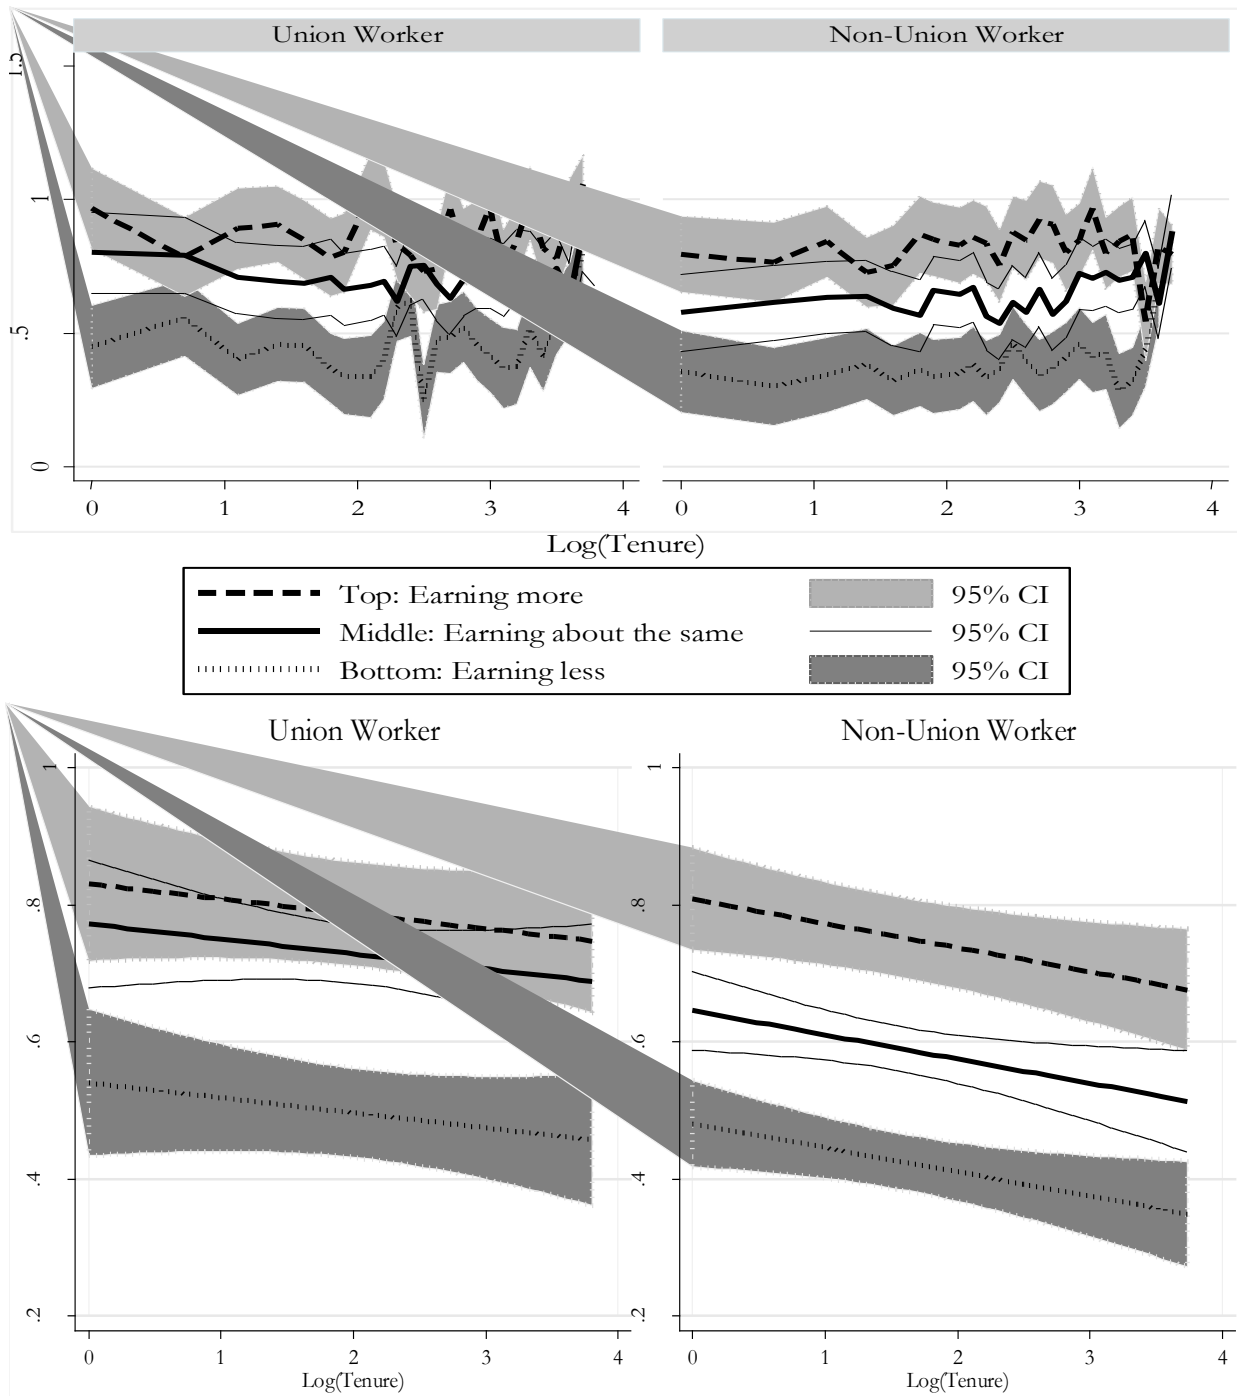 Union Worker Non-Union Worker
1.5
1
.5
0
0 1 2 3 4 0 1 2 3 4
Log(Tenure)
Top: Earning more 95% CI
Middle: Earning about the same 95% CI
Bottom: Earning less 95% CI
Union Worker Non-Union Worker
1 1
.8 .8
.6 .6
.4 .4
.2 .2
0 1 2 3 4 0 1 2 3 4
Log(Tenure) Log(Tenure)